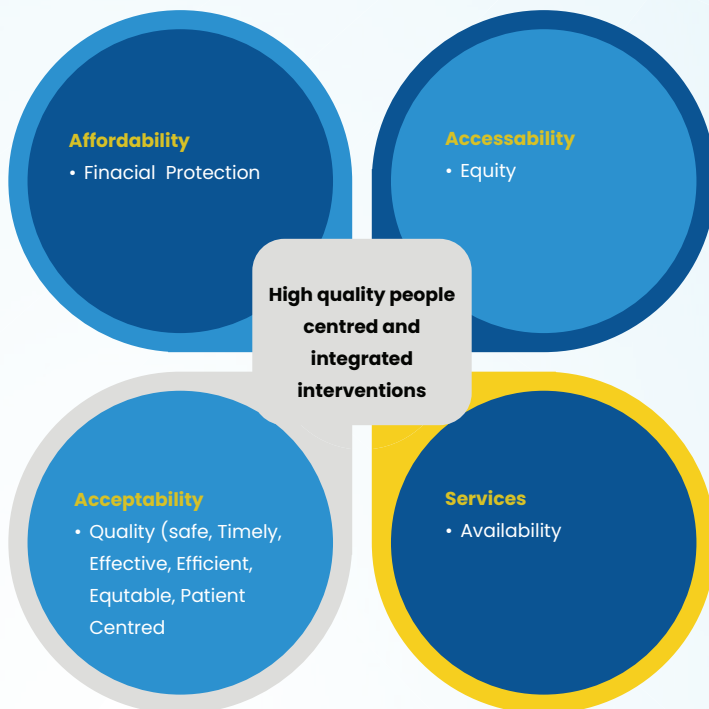 Affordability
• Finacial Protection
Accessability
• Equity
High quality people
centred and
integrated
interventions
Acceptability
• Quality (safe, Timely,
Effective, Efficient,
Equtable, Patient
Centred
Services
• Availability